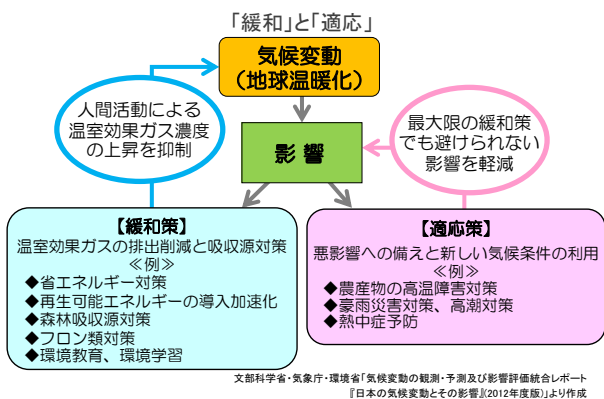 「緩和」と「適応」
気候変動
（地球温暖化）
人間活動による
温室効果ガス濃度
の上昇を抑制
影 響
最大限の緩和策
でも避けられない
影響を軽減
【緩和策】
温室効果ガスの排出削減と吸収源対策
≪例≫
◆省エネルギー対策
◆再生可能エネルギーの導入加速化
◆森林吸収源対策
◆フロン類対策
◆環境教育、環境学習
【適応策】
悪影響への備えと新しい気候条件の利用
≪例≫
◆農産物の高温障害対策
◆豪雨災害対策、高潮対策
◆熱中症予防
文部科学省・気象庁・環境省「気候変動の観測・予測及び影響評価統合レポート
『日本の気候変動とその影響』(2012年度版)」より作成